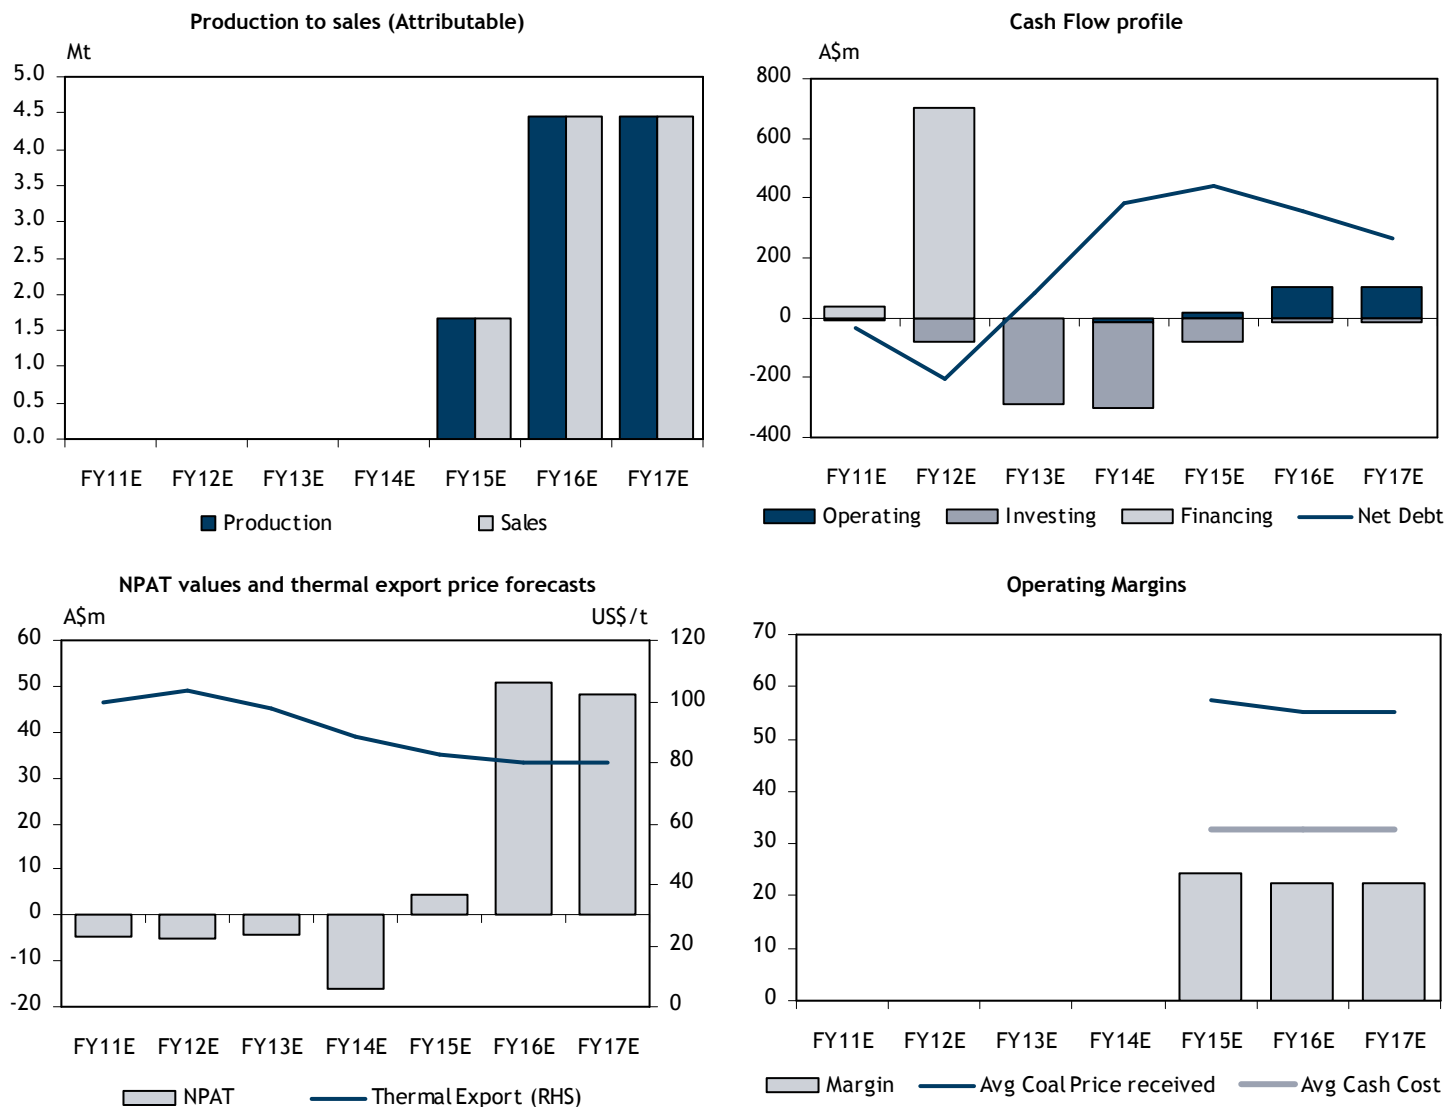 Production to sales (Attributable)
Mt
5.0
4.5
4.0
3.5
3.0
2.5
2.0
1.5
1.0
0.5
0.0
FY11E FY12E FY13E FY14E FY15E FY16E FY17E
Production Sales
Cash Flow profile
A$m
800
600
400
200
0
-200
-400
FY11E FY12E FY13E FY14E FY15E FY16E FY17E
Operating Investing Financing Net Debt
NPAT values and thermal export price forecasts
A$m US$/t
60 120
50 100
40
30 80
20
10 60
0 40
-10 20
-20 0
FY11E FY12E FY13E FY14E FY15E FY16E FY17E
NPAT Thermal Export (RHS)
Operating Margins
70
60
50
40
30
20
10
0
FY11E FY12E FY13E FY14E FY15E FY16E FY17E
Margin Avg Coal Price received Avg Cash Cost